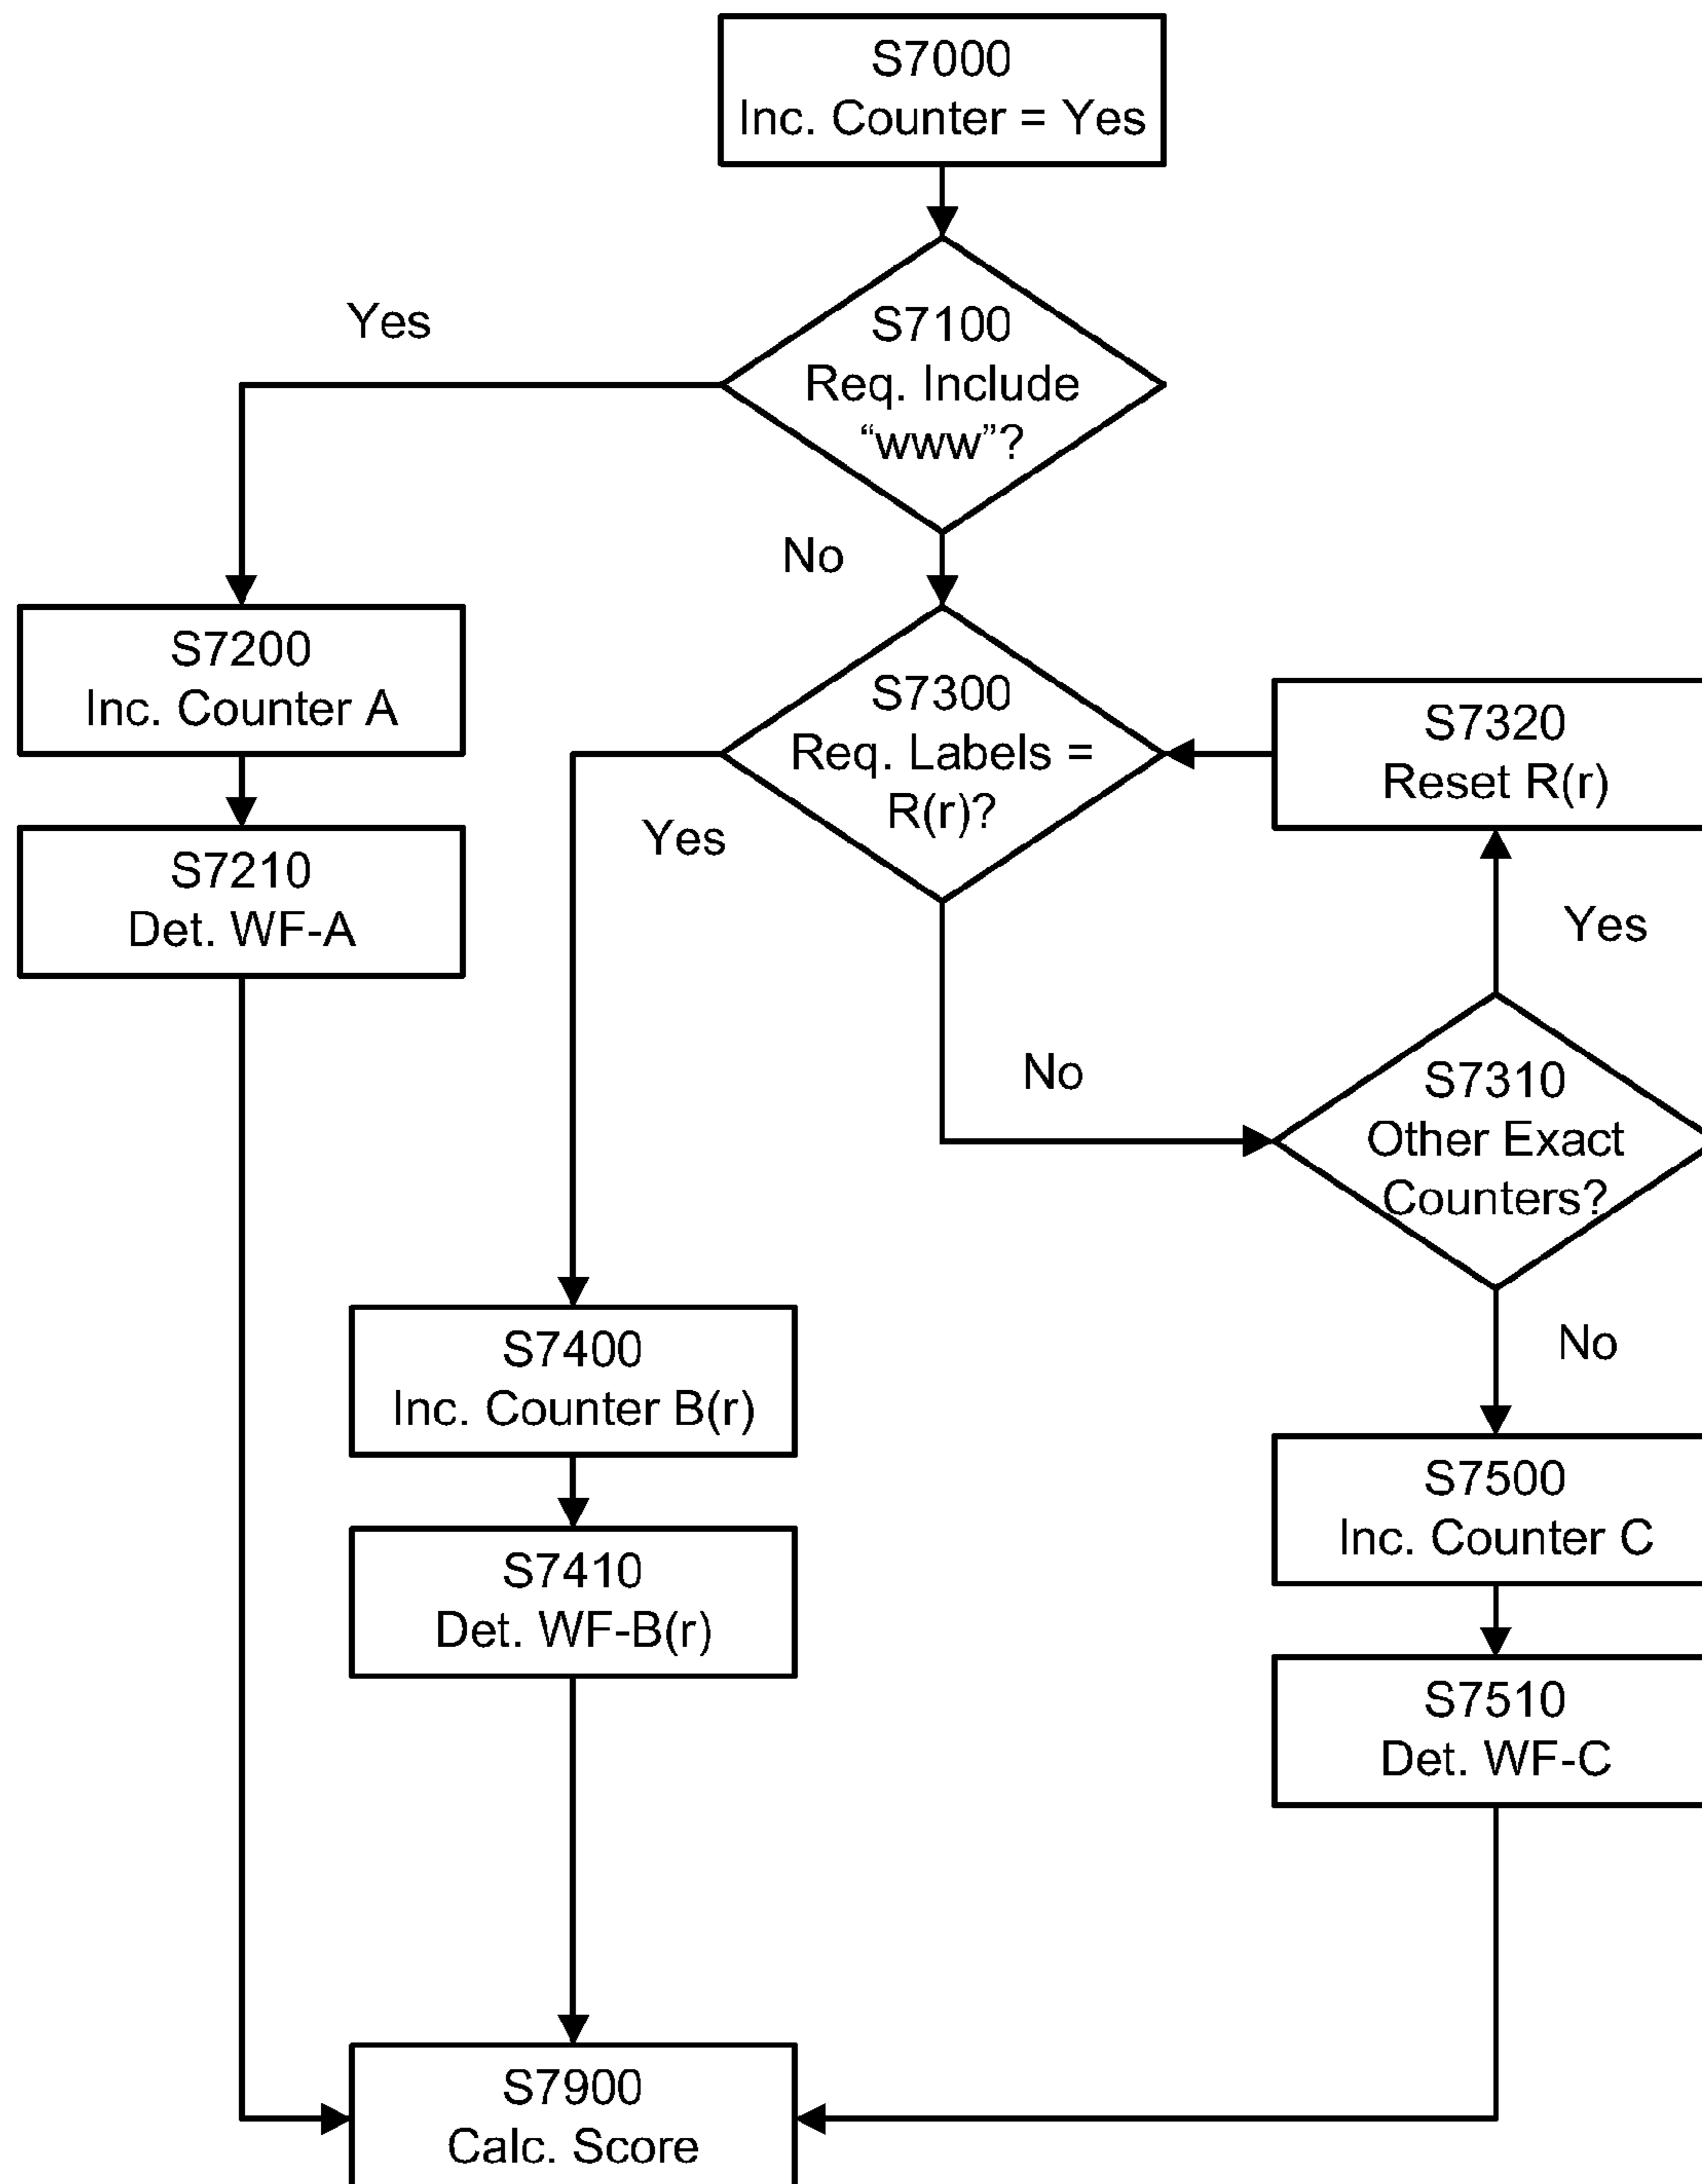 S7000
Inc. Counter = Yes
Yes
S7100
Req. Include
“www”?
No
S7200
Inc. Counter A
S7300
Req. Labels =
R(r)?
S7320
Reset R(r)
Yes
S7210
Det. WF-A
Yes
No
S7310
Other Exact
Counters?
No
S7400
Inc. Counter B(r)
S7500
Inc. Counter C
S7410
Det. WF-B(r)
S7510
Det. WF-C
S7900
Calc. Score